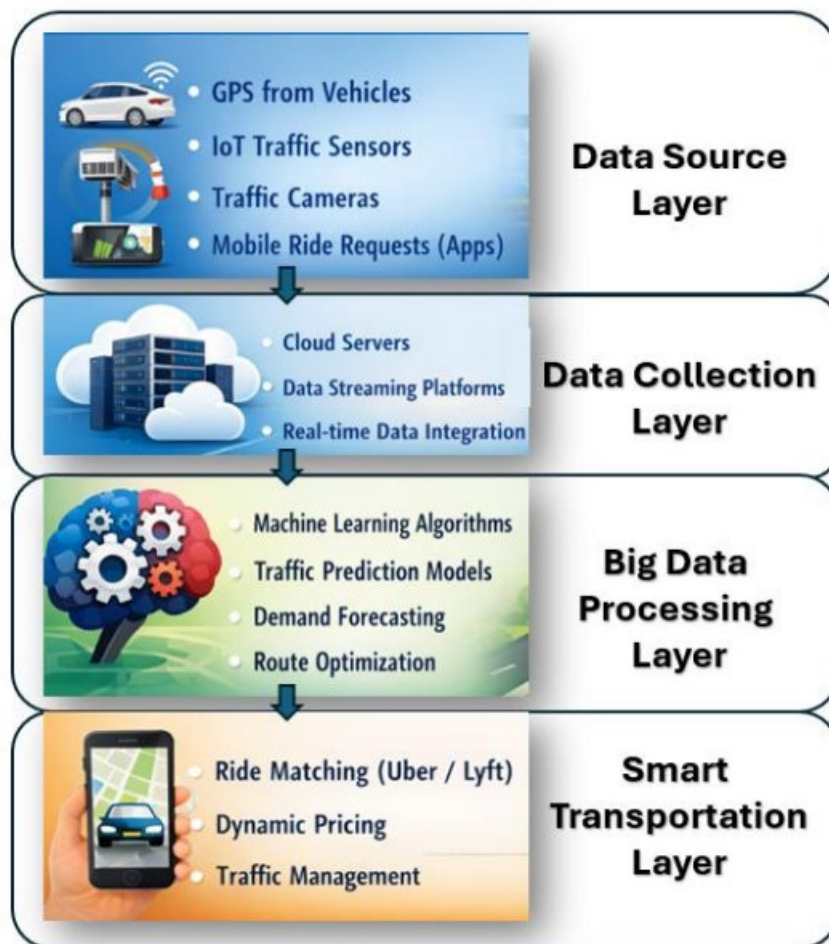 GPS from Vehicles
IoT Traffic Sensors
Traffic Cameras
Mobile Ride Requests (Apps)
Data Source
Layer
Cloud Servers
Data Streaming Platforms
Real-time Data Integration
Data Collection
Layer
Machine Learning Algorithms
Traffic Prediction Models
Demand Forecasting
Route Optimization
Big Data
Processing
Layer
Ride Matching (Uber / Lyft)
Dynamic Pricing
Traffic Management
Smart
Transportation
Layer